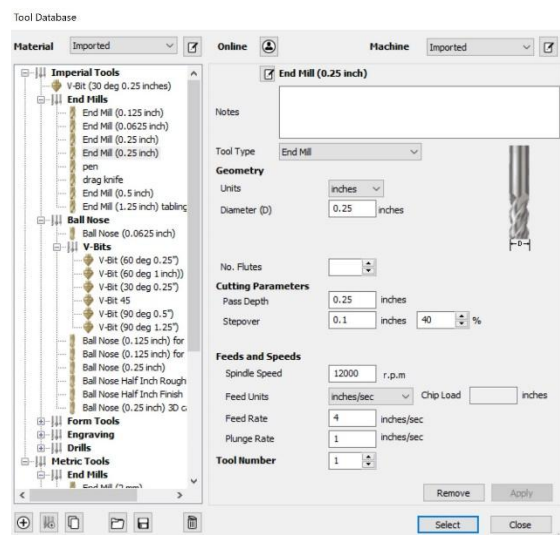 Tool Database
Material Imported Online Machine Imported
Imperial Tools
V-Bit (30 deg 0.25 inches)
End Mills
End Mill (0.125 inch)
End Mill (0.0625 inch)
End Mill (0.25 inch)
End Mill (0.25 inch)
pen
drag knife
End Mill (0.5 inch)
End Mill (1.25 inch) tabling
Ball Nose
Ball Nose (0.0625 inch)
V-Bits
V-Bit (60 deg 0.25")
V-Bit (60 deg 1 inch))
V-Bit (30 deg 0.25")
V-Bit 45
V-Bit (90 deg 0.5")
V-Bit (90 deg 1.25")
Ball Nose (0.125 inch) for
Ball Nose (0.125 inch) for
Ball Nose (0.25 inch)
Ball Nose Half Inch Rough
Ball Nose Half Inch Finish
Ball Nose (0.25 inch) 3D
Form Tools
Engraving
Drills
Metric Tools
End Mills
End Mill (2 mm)
End Mill (0.25 inch)
Notes
Tool Type End Mill
Geometry
Units inches
Diameter (D) 0.25 inches
D
No. Flutes
Cutting Parameters
Pass Depth 0.25 inches
Stepover 0.1 inches 40 %
Feeds and Speeds
Spindle Speed 12000 r.p.m
Feed Units inches/sec Chip Load inches
Feed Rate 4 inches/sec
Plunge Rate 1 inches/sec
Tool Number 1
Remove Apply
Select Close